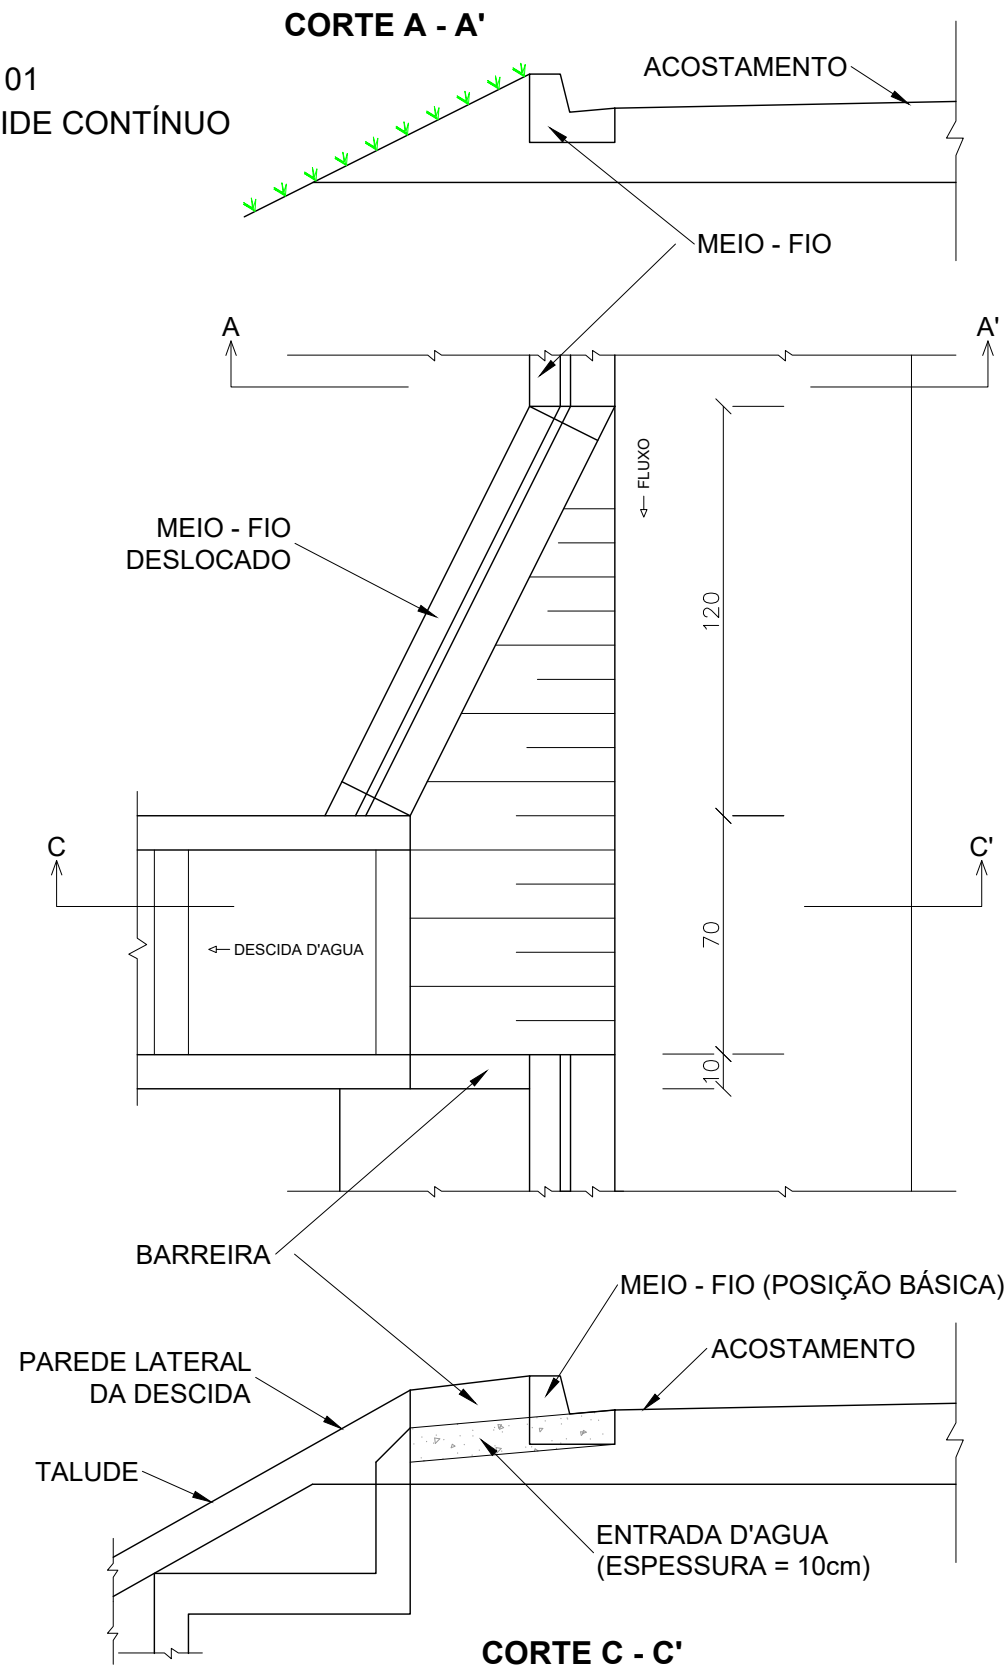 CORTE A - A'
01
IDE CONTÍNUO
ACOSTAMENTO
MEIO - FIO
A
A'
FLUXO
MEIO - FIO
DESLOCADO
120
C
C'
70
DESCIDA D'AGUA
10
BARREIRA
MEIO - FIO (POSIÇÃO BÁSICA)
ACOSTAMENTO
PAREDE LATERAL
DA DESCIDA
TALUDE
ENTRADA D'AGUA
(ESPESSURA = 10cm)
CORTE C - C'